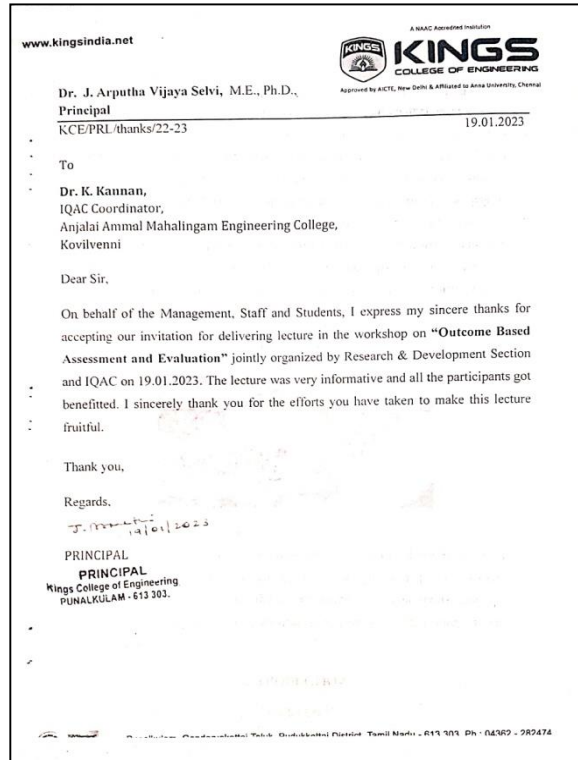 www.kingsindia.net
A NAAC Accredited Institution
KINGS
KINGS
COLLEGE OF ENGINEERING
Approved by AICTE, New Delhi & Affiliated to Anna University, Chennai
Dr. J. Arputha Vijaya Selvi, M.E., Ph.D.,
Principal
KCE/PRL/thanks/22-23 19.01.2023
To
Dr. K. Kannan,
IQAC Coordinator,
Anjalai Ammal Mahalingam Engineering College,
Kovilvenni
Dear Sir,
On behalf of the Management, Staff and Students, I express my sincere thanks for
accepting our invitation for delivering lecture in the workshop on “Outcome Based
Assessment and Evaluation” jointly organized by Research & Development Section
and IQAC on 19.01.2023. The lecture was very informative and all the participants got
benefitted. I sincerely thank you for the efforts you have taken to make this lecture
fruitful.
Thank you,
Regards,
19/01/2023
PRINCIPAL
PRINCIPAL
Kings College of Engineering
PUNALKULAM - 613 303.
Taluk, Pudukkottai District, Tamil Nadu - 613 303. Ph : 04362 - 282474